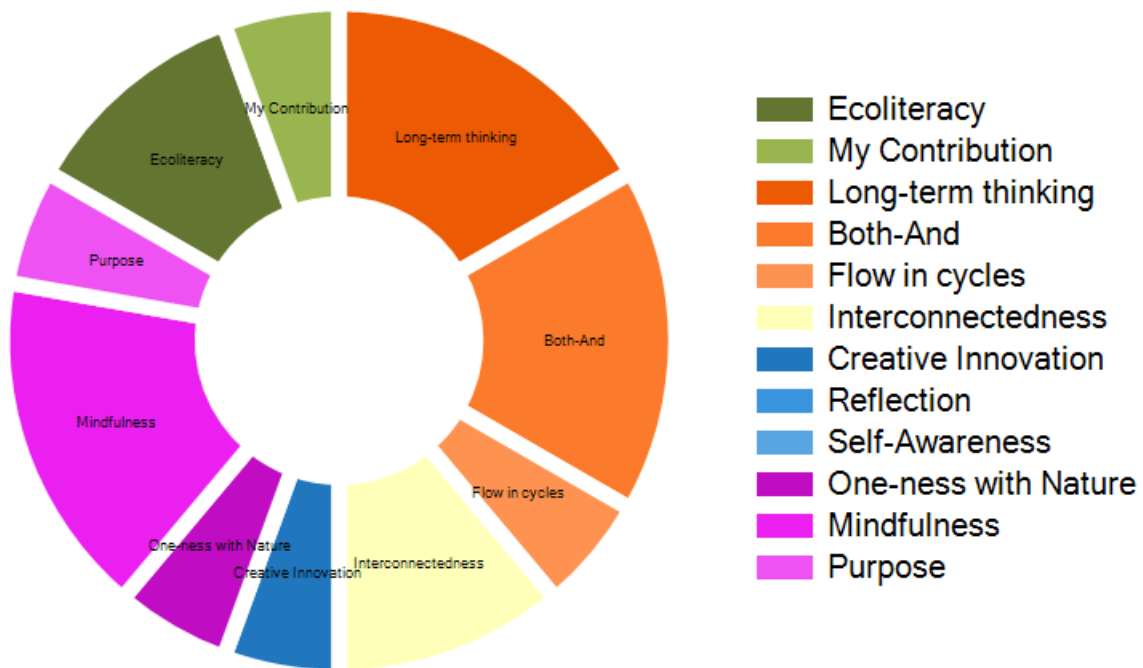 My Contribution
Long-term thinking
Ecoliteracy
Purpose
Both-And
Mindfulness
Flow in cycles
One-ness with Nature
Creative Innovation
Interconnectedness
Ecoliteracy
My Contribution
Long-term thinking
Both-And
Flow in cycles
Interconnectedness
Creative Innovation
Reflection
Self-Awareness
One-ness with Nature
Mindfulness
Purpose